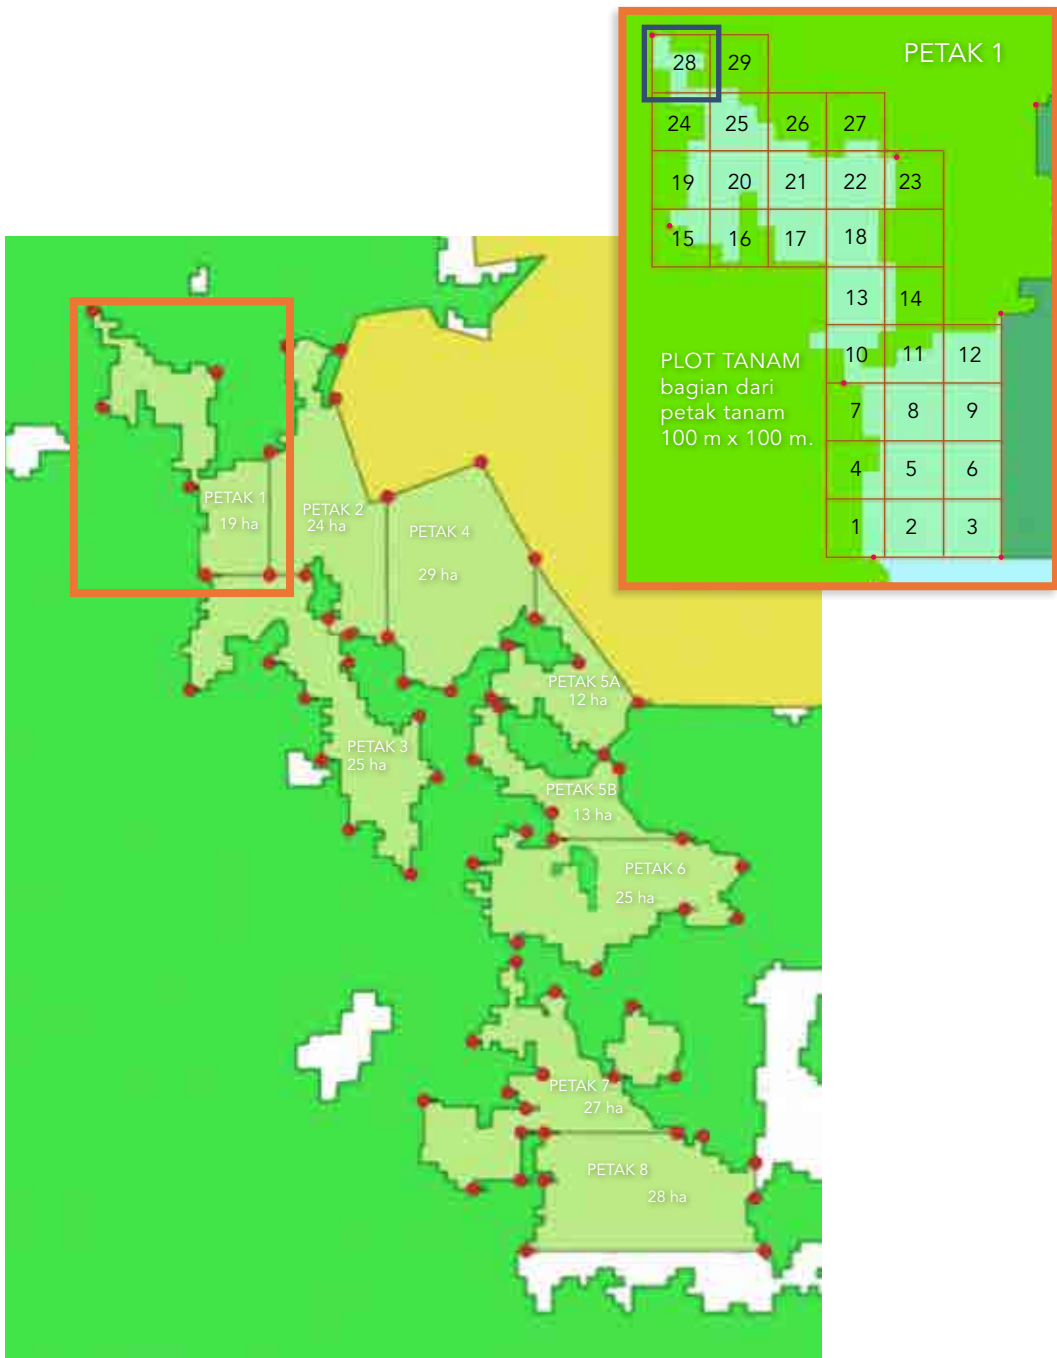 PETAK 1
28 29
24 25 26 27
19 20 21 22 23
15 16 17 18
13 14
10 11 12
7 8 9
4 5 6
1 2 3
PLOT TANAM
bagian dari
petak tanam
100 m x 100 m.
PETAK 1
19 ha
PETAK 2
24 ha
PETAK 4
29 ha
PETAK 5A
12 ha
PETAK 3
25 ha
PETAK 5B
13 ha
PETAK 6
25 ha
PETAK 7
27 ha
PETAK 8
28 ha